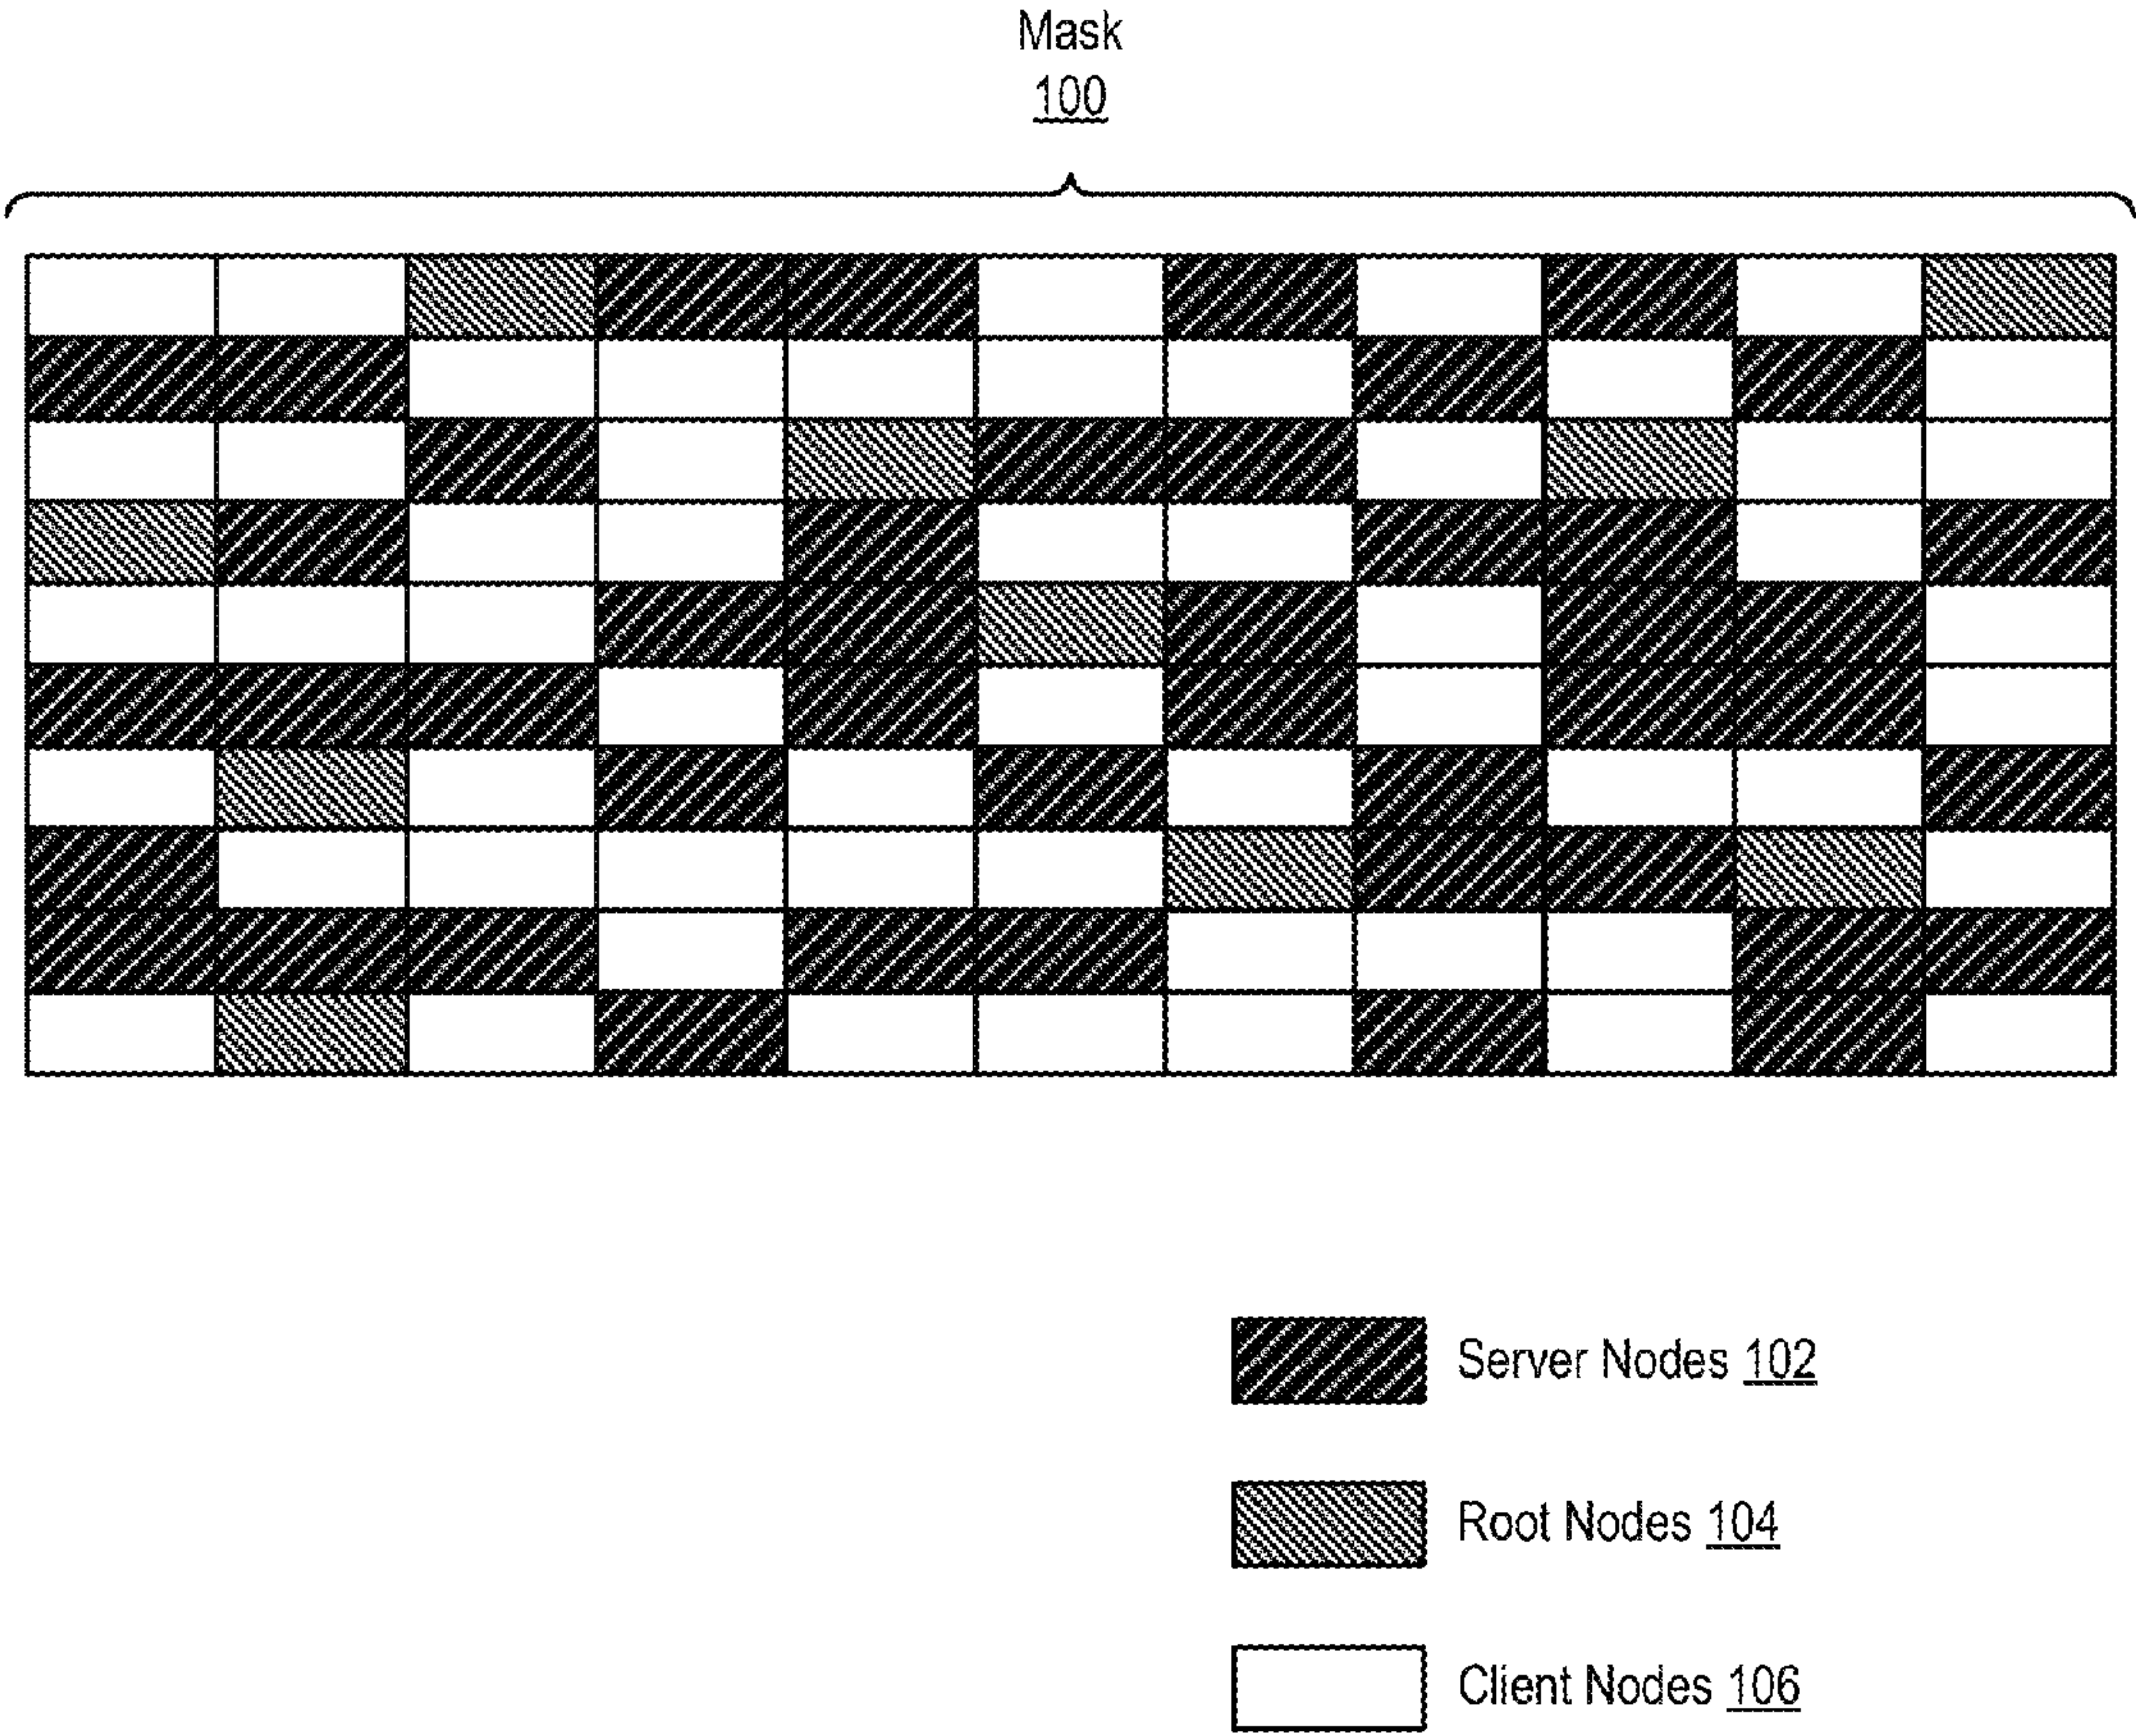 Mask
100
Server Nodes 102
Root Nodes 104
Client Nodes 106